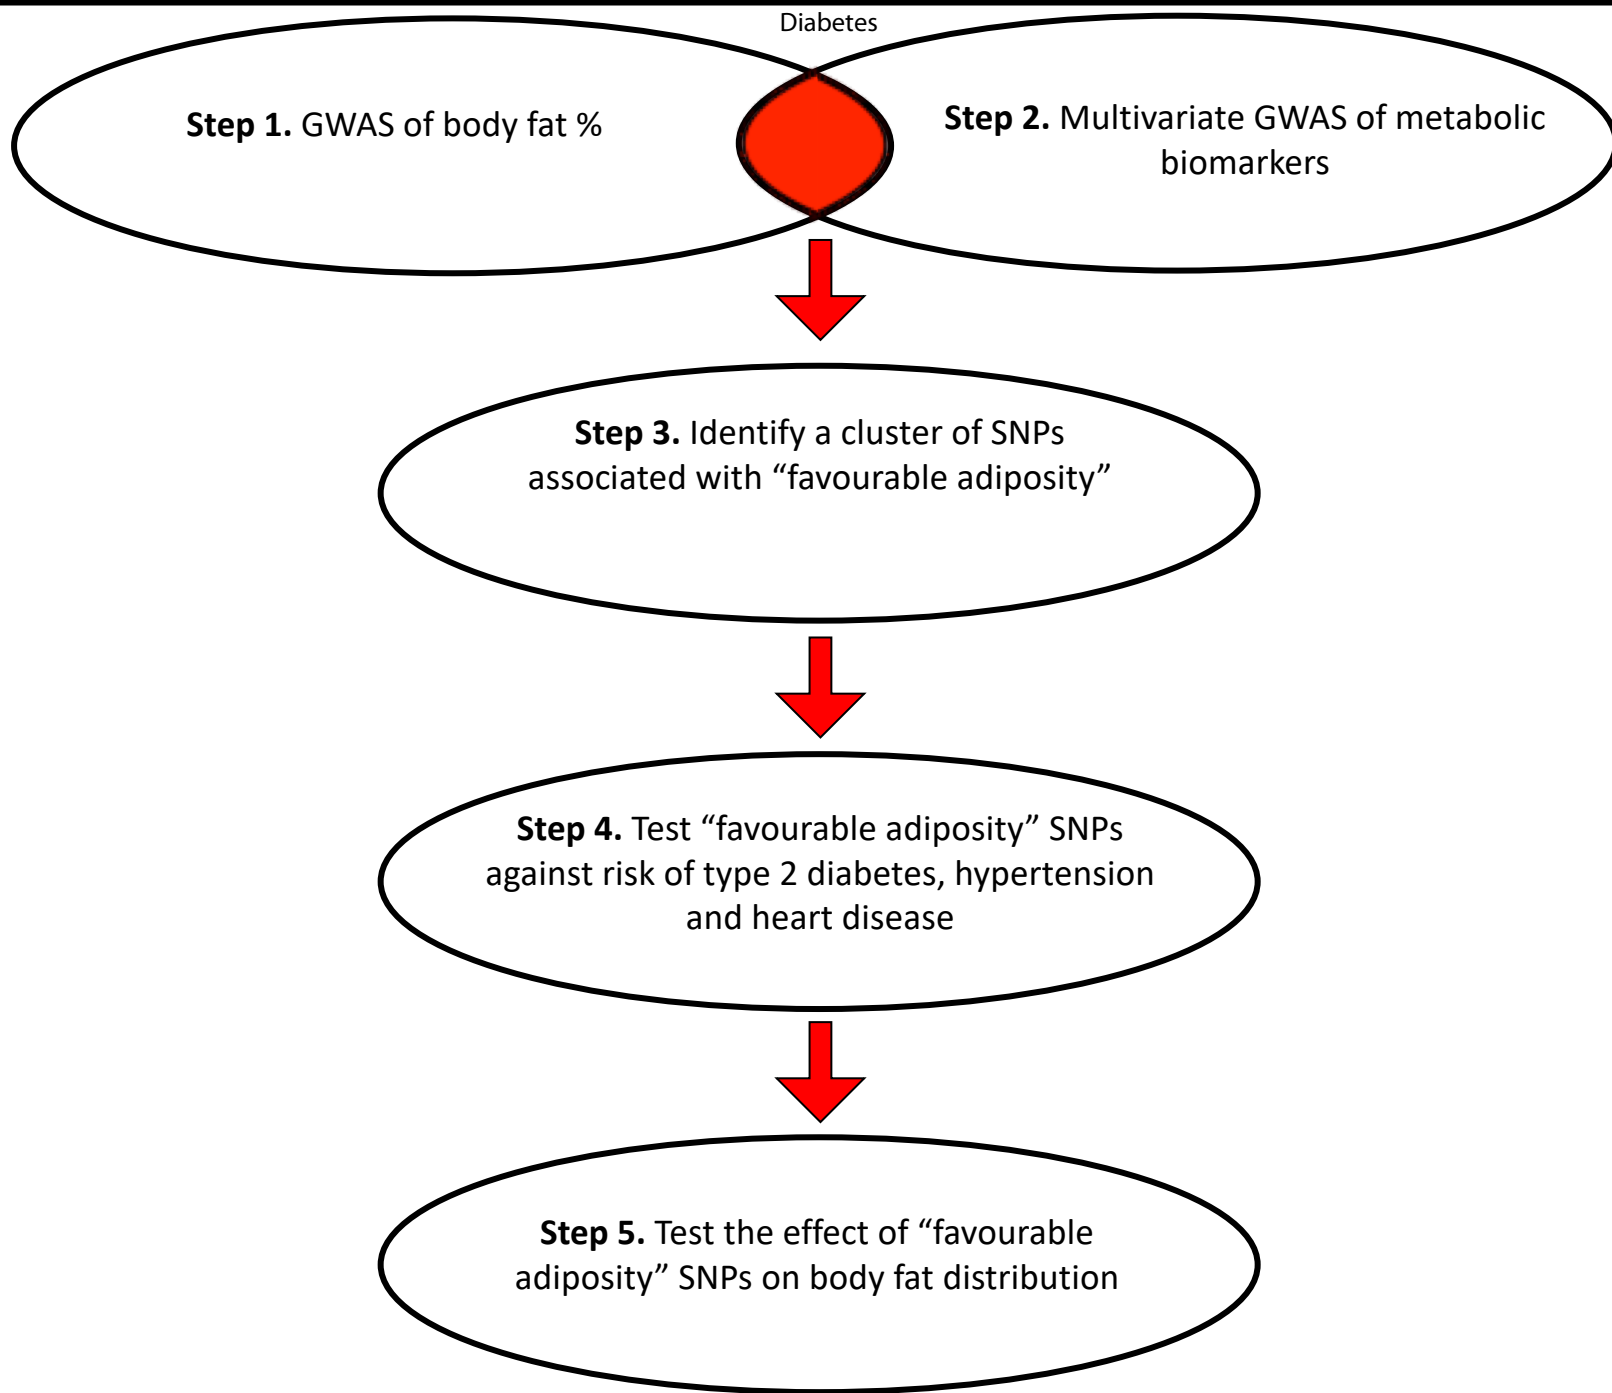 Diabetes
Step 1. GWAS of body fat %
Step 2. Multivariate GWAS of metabolic
biomarkers
Step 3. Identify a cluster of SNPs
associated with “favourable adiposity”
Step 4. Test “favourable adiposity” SNPs
against risk of type 2 diabetes, hypertension
and heart disease
Step 5. Test the effect of “favourable
adiposity” SNPs on body fat distribution